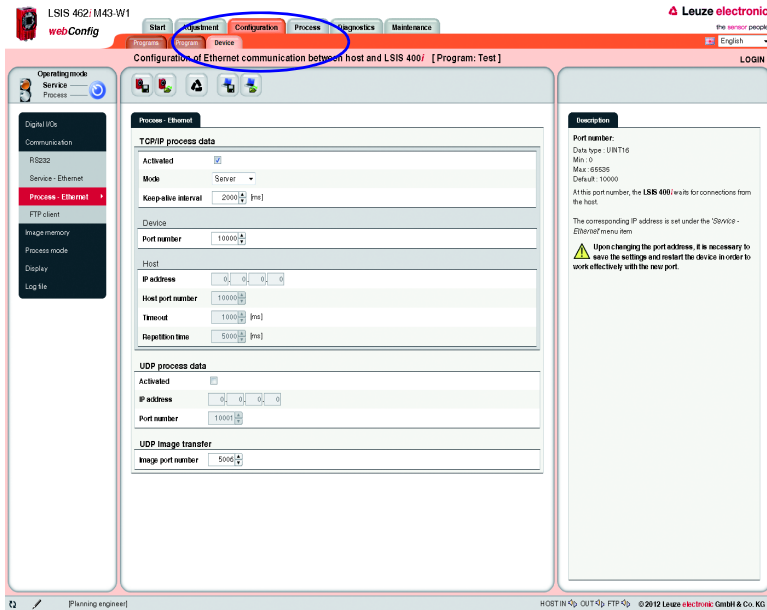 LSIS 462i M43-W1
webConfig
Start Adjustment Configuration Process Diagnostics Maintenance
Leuze electronic
the sensor people
Programs Program Device
English
Configuration of Ethernet communication between host and LSIS 400i [Program: Test]
LOGIN
Operating mode
Service
Process
Digital I/Os
Communication
RS232
Service - Ethernet
Process - Ethernet
FTP client
Image memory
Process mode
Display
Log file
Process - Ethernet
TCP/IP process data
Activated
Mode Server
Keep-alive interval 2000 [ms]
Device
Port number 10000
Host
IP address 0. 0. 0. 0
Host port number 10000
Timeout 1000 [ms]
Repetition time 5000 [ms]
UDP process data
Activated
IP address 0. 0. 0. 0
Port number 10001
UDP Image transfer
Image port number 5006
Description
Port number:
Data type : UINT16
Min : 0
Max : 65535
Default : 10000
At this port number, the LSIS 400i waits for connections from
the host.
The corresponding IP address is set under the 'Service -
Ethernet' menu item
Upon changing the port address, it is necessary to
save the settings and restart the device in order to
work effectively with the new port.
[Planning engineer]
HOST IN OUT FTP © 2012 Leuze electronic GmbH & Co. KG